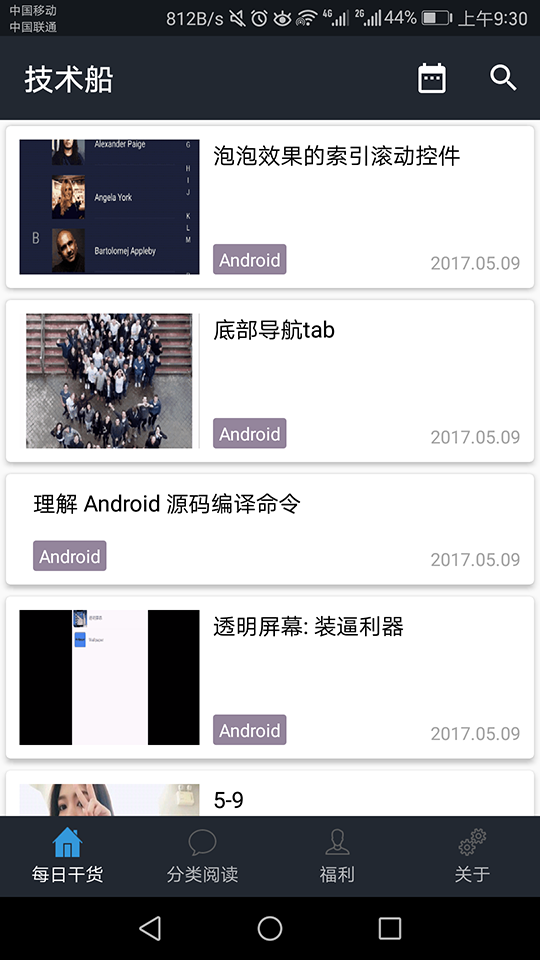 中国移动
中国联通
812B/s 4G 2G 44% 上午9:30
技术船
Alexander Paige
G
H
I
Angela York
J
K
L
B
M
Bartolomej Appleby
泡泡效果的索引滚动控件
Android
2017.05.09
底部导航tab
Android
2017.05.09
理解 Android 源码编译命令
Android
2017.05.09
透明屏幕: 装逼利器
Android
2017.05.09
5-9
每日干货
分类阅读
福利
关于